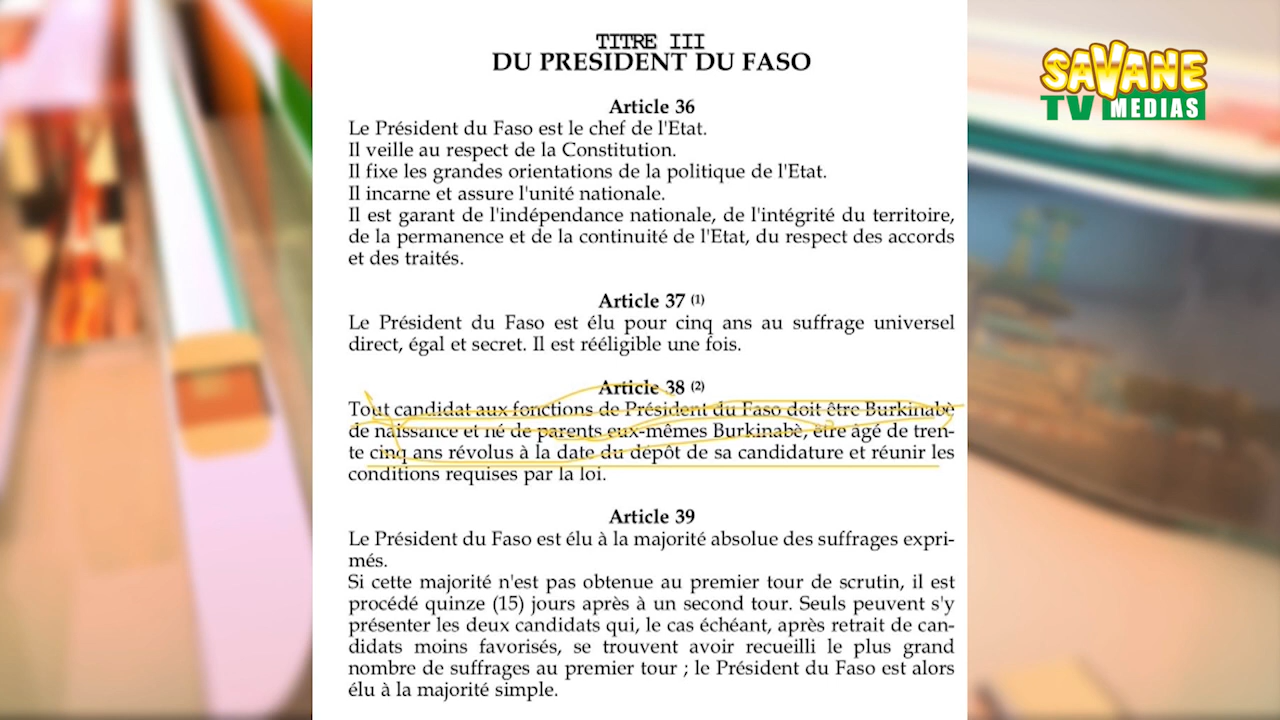 TITRE III
DU PRESIDENT DU FASO
SAVANE
TV MEDIAS
Article 36
Le Président du Faso est le chef de l'Etat.
Il veille au respect de la Constitution.
Il fixe les grandes orientations de la politique de l'Etat.
Il incarne et assure l'unité nationale.
Il est garant de l'indépendance nationale, de l'intégrité du territoire,
de la permanence et de la continuité de l'Etat, du respect des accords
et des traités.
Article 37 (1)
Le Président du Faso est élu pour cinq ans au suffrage universel
direct, égal et secret. Il est rééligible une fois.
Article 38 (2)
Tout candidat aux fonctions de Président du Faso doit être Burkinabè
de naissance et né de parents eux-mêmes Burkinabè, être âgé de tren-
te cinq ans révolus à la date du dépôt de sa candidature et réunir les
conditions requises par la loi.
Article 39
Le Président du Faso est élu à la majorité absolue des suffrages expri-
més.
Si cette majorité n'est pas obtenue au premier tour de scrutin, il est
procédé quinze (15) jours après à un second tour. Seuls peuvent s'y
présenter les deux candidats qui, le cas échéant, après retrait de can-
didats moins favorisés, se trouvent avoir recueilli le plus grand
nombre de suffrages au premier tour ; le Président du Faso est alors
élu à la majorité simple.